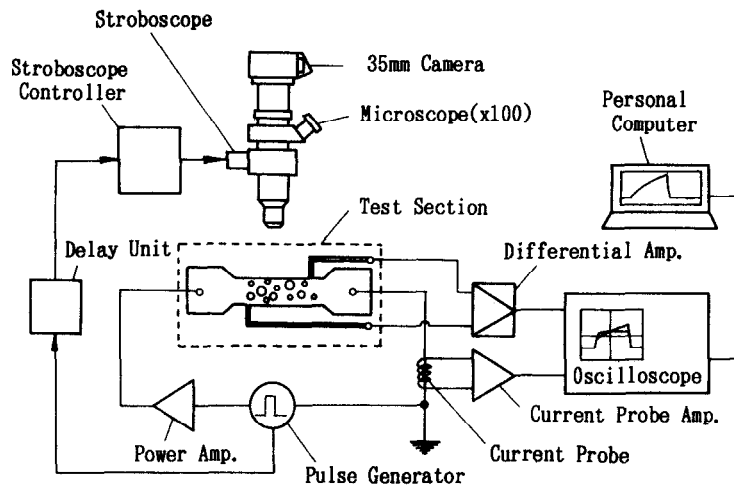 Stroboscope
Stroboscope
Controller
35mm Camera
Microscope(x100)
Personal
Computer
Test Section
Delay Unit
Differential Amp.
Oscilloscope
Current Probe Amp.
Power Amp.
Current Probe
Pulse Generator